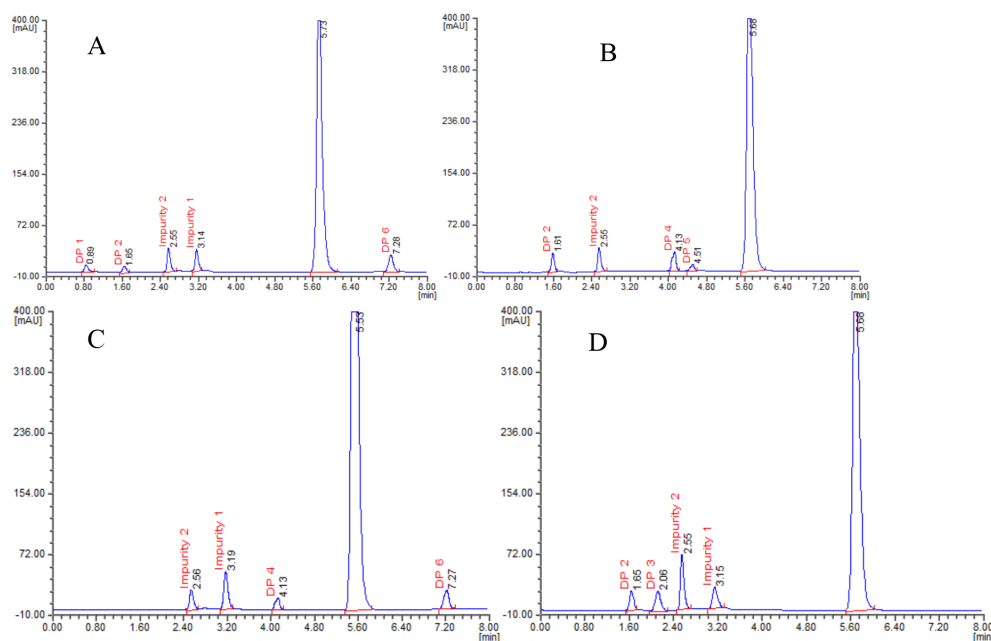 A
400.00
[mAU]
318.00
236.00
154.00
72.00
-10.00
DP 1
0.89
DP 2
1.65
Impurity 2
2.55
Impurity 1
3.14
5.73
DP 6
7.28
0.00 0.80 1.60 2.40 3.20 4.00 4.80 5.60 6.40 7.20 8.00
[min]
B
400.00
[mAU]
318.00
236.00
154.00
72.00
-10.00
DP 2
1.61
Impurity 2
2.55
DP 4
4.13
DP 5
4.51
5.68
0.00 0.80 1.60 2.40 3.20 4.00 4.80 5.60 6.40 7.20 8.00
[min]
C
400.00
[mAU]
318.00
236.00
154.00
72.00
-10.00
Impurity 2
2.56
Impurity 1
3.19
DP 4
4.13
5.53
DP 6
7.27
0.00 0.80 1.60 2.40 3.20 4.00 4.80 5.60 6.40 7.20 8.00
[min]
D
400.00
[mAU]
318.00
236.00
154.00
72.00
-10.00
DP 2
1.65
DP 3
2.06
Impurity 2
2.55
Impurity 1
3.15
5.68
0.00 0.80 1.60 2.40 3.20 4.00 4.80 5.60 6.40 7.20 8.00
[min]